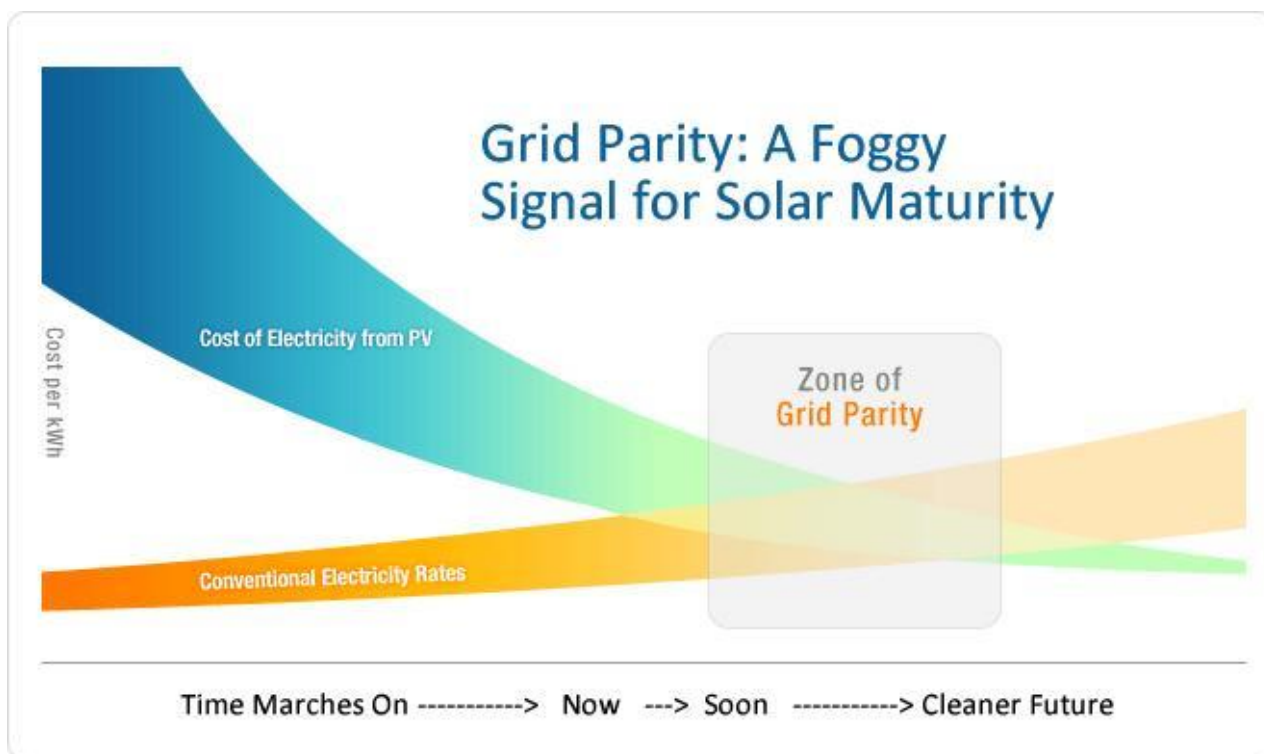 Grid Parity: A Foggy
Signal for Solar Maturity
Cost per kWh
Cost of Electricity from PV
Zone of
Grid Parity
Conventional Electricity Rates
Time Marches On -----------> Now ---> Soon -----------> Cleaner Future